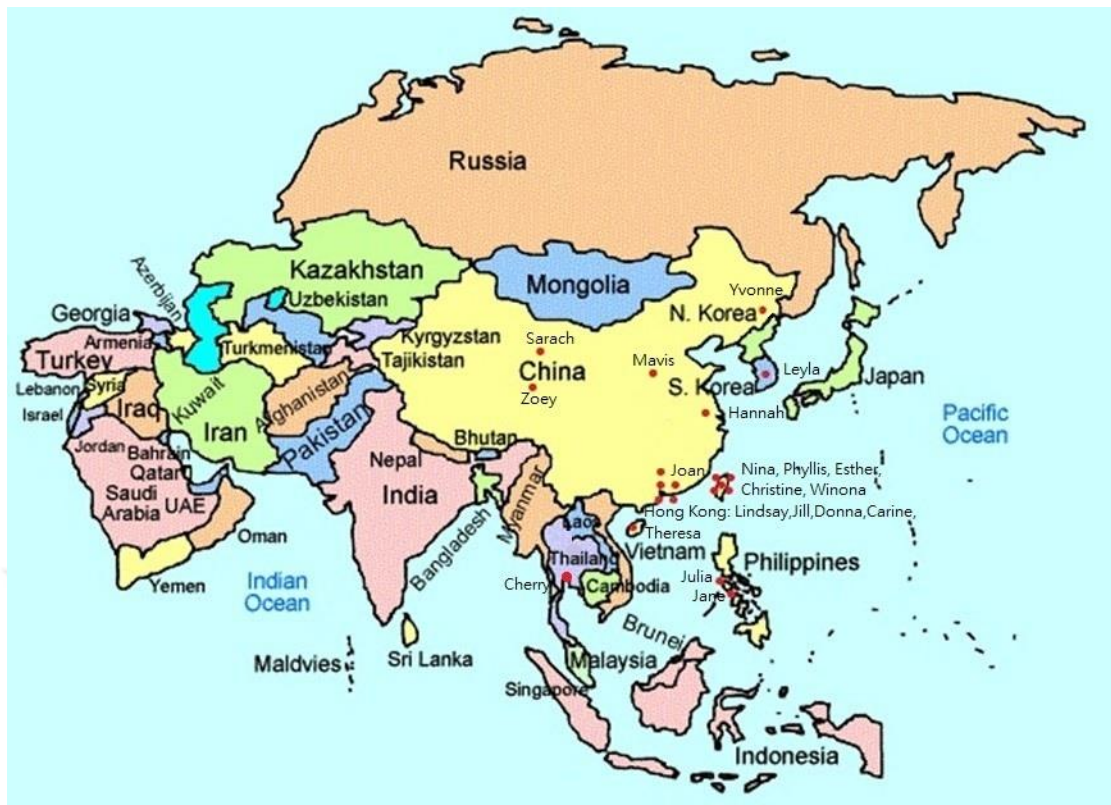 Russia
Kazakhstan
Mongolia
Azerbijan
Uzbekistan
Georgia
Yvonne
N. Korea
Armenia
Turkmenistan
Kyrgyzstan
Sarach
Turkey
Tajikistan
China
Mavis
Leyla
Lebanon
Syria
Zoey
S. Korea
Japan
Israel
Iraq
Kuwait
Afghanistan
Hannah
Pacific
Ocean
Iran
Pakistan
Jordan
Bahrain
Bhutan
Nepal
Qatar
Joan
Nina, Phyllis, Esther,
Christine, Winona
Saudi
Arabia
UAE
India
Myanmar
Hong Kong: Lindsay,Jill,Donna,Carine,
Theresa
Laos
Oman
Bangladesh
Vietnam
Thailand
Philippines
Yemen
Indian
Ocean
Cherry
Cambodia
Julia
Jane
Brunei
Maldvies
Sri Lanka
Malaysia
Singapore
Indonesia